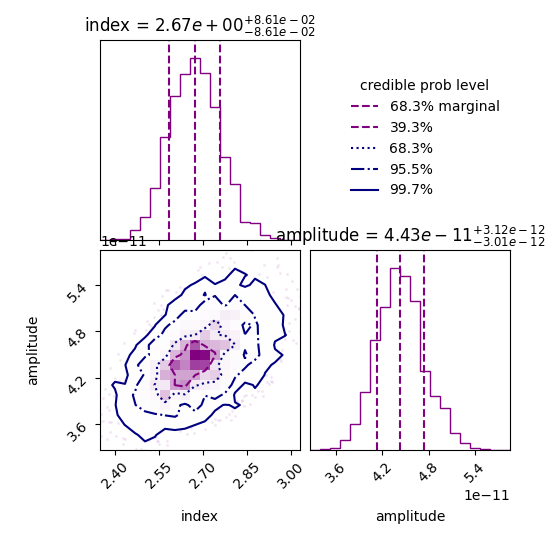 index = 2.67e+00+8.61e−02 −8.61e−02
credible prob level
68.3% marginal
39.3%
68.3%
95.5%
99.7%
1e−11
amplitude = 4.43e−11+3.12e−12 −3.01e−12
5.4
4.8
4.2
3.6
amplitude
2.40 2.55 2.70 2.85 3.00
index
3.6 4.2 4.8 5.4
1e−11
amplitude